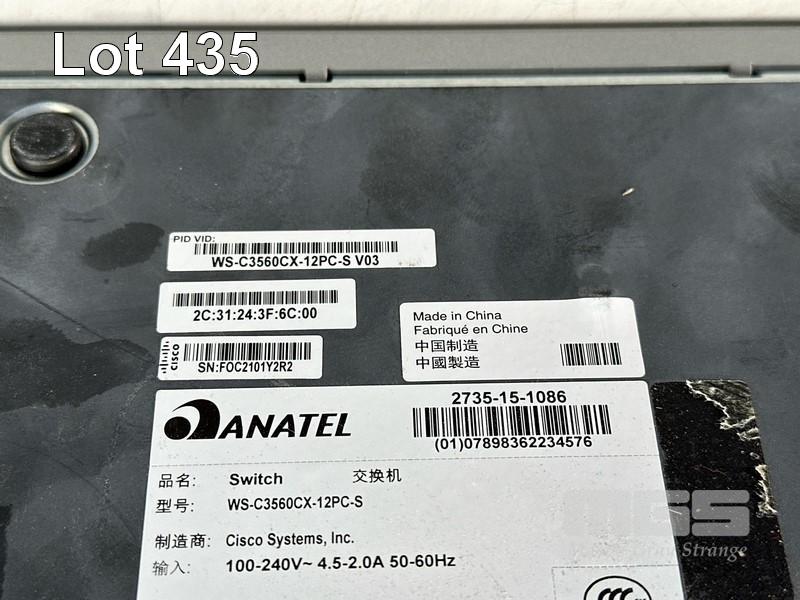 Lot 435
PID VID:
WS-C3560CX-12PC-S V03
2C:31:24:3F:6C:00
cisco
SN:FOC2101Y2R2
Made in China
Fabriqué en Chine
中国制造
中國製造
ANATEL
2735-15-1086
(01)07898362234576
品名: Switch 交换机
型号: WS-C3560CX-12PC-S
制造商: Cisco Systems, Inc.
输入: 100-240V~ 4.5-2.0A 50-60Hz
Strange